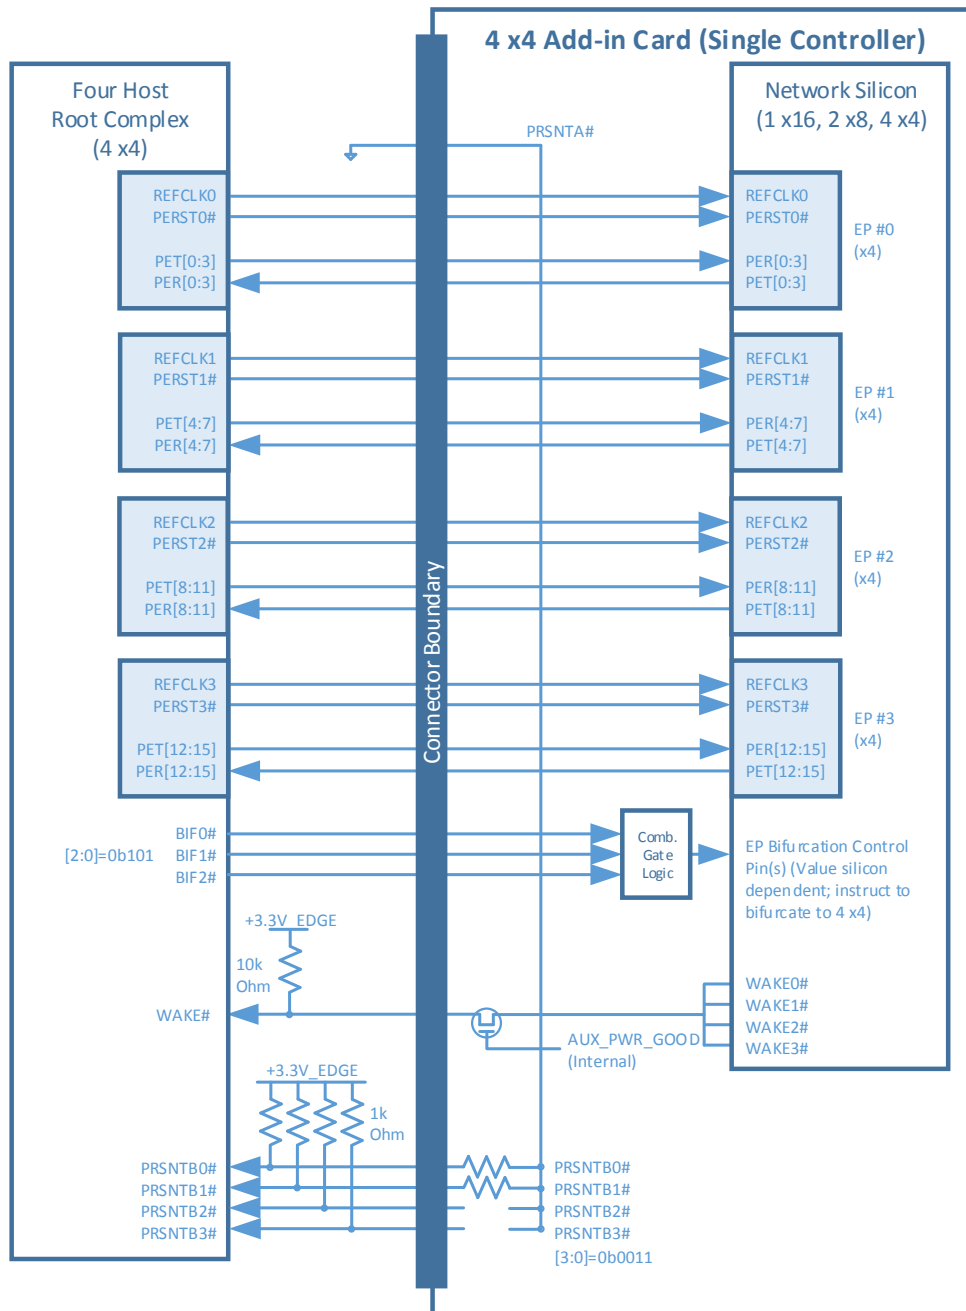 4 x4 Add-in Card (Single Controller)
Four Host
Root Complex
(4 x4)
Network Silicon
(1 x16, 2 x8, 4 x4)
PRSNTA#
REFCLK0
PERST0#
PET[0:3]
PER[0:3]
REFCLK0
PERST0#
PER[0:3]
PET[0:3]
EP #0
(x4)
REFCLK1
PERST1#
PET[4:7]
PER[4:7]
REFCLK1
PERST1#
PER[4:7]
PET[4:7]
EP #1
(x4)
REFCLK2
PERST2#
PET[8:11]
PER[8:11]
REFCLK2
PERST2#
PER[8:11]
PET[8:11]
EP #2
(x4)
Connector Boundary
REFCLK3
PERST3#
PET[12:15]
PER[12:15]
REFCLK3
PERST3#
PER[12:15]
PET[12:15]
EP #3
(x4)
BIF0#
[2:0]=0b101 BIF1#
BIF2#
Comb.
Gate
Logic
EP Bifurcation Control
Pin(s) (Value silicon
dependent; instruct to
bifurcate to 4 x4)
+3.3V_EDGE
10k
Ohm
WAKE#
WAKE0#
WAKE1#
WAKE2#
WAKE3#
AUX_PWR_GOOD
(Internal)
+3.3V_EDGE
1k
Ohm
PRSNTB0#
PRSNTB1#
PRSNTB2#
PRSNTB3#
PRSNTB0#
PRSNTB1#
PRSNTB2#
PRSNTB3#
[3:0]=0b0011